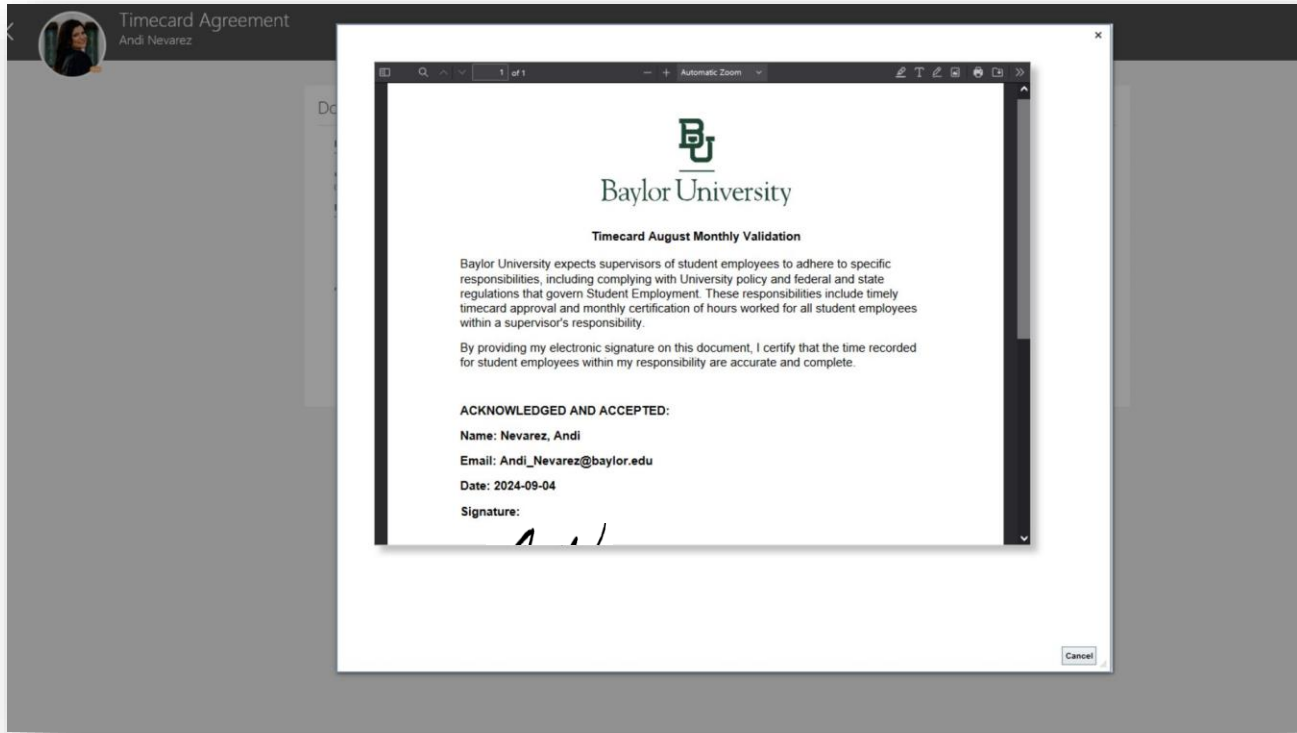 Timecard Agreement
Andi Nevarez
×
1 of 1
Automatic Zoom
Do
BU
Baylor University
Timecard August Monthly Validation
Baylor University expects supervisors of student employees to adhere to specific
responsibilities, including complying with University policy and federal and state
regulations that govern Student Employment. These responsibilities include timely
timecard approval and monthly certification of hours worked for all student employees
within a supervisor's responsibility.
By providing my electronic signature on this document, I certify that the time recorded
for student employees within my responsibility are accurate and complete.
ACKNOWLEDGED AND ACCEPTED:
Name: Nevarez, Andi
Email: Andi_Nevarez@baylor.edu
Date: 2024-09-04
Signature:
Cancel